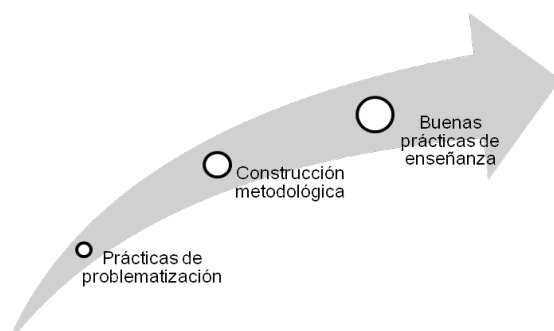 Buenas
prácticas de
enseñanza
Construcción
metodológica
Prácticas de
problematización